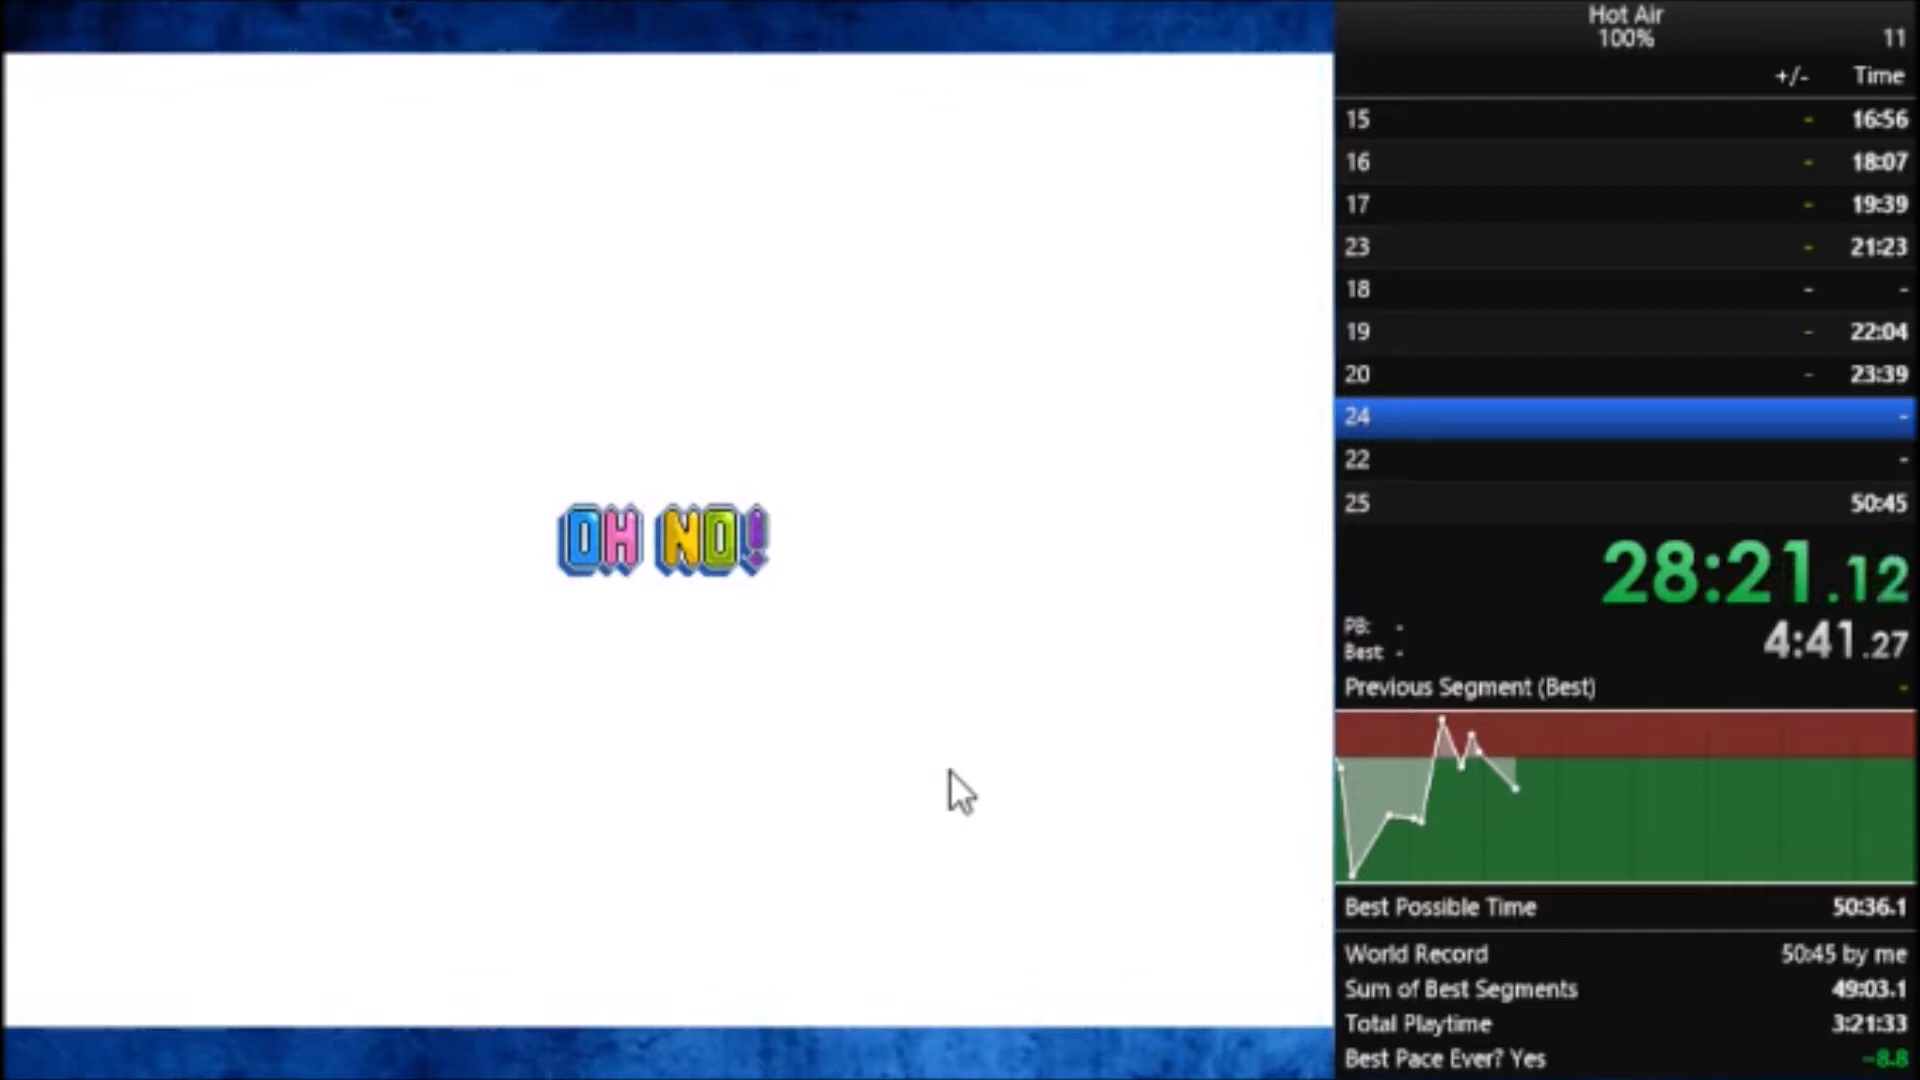 Hot Air
100%
11
+/- Time
15 - 16:56
16 - 18:07
17 - 19:39
23 - 21:23
18 - -
19 - 22:04
20 - 23:39
24 -
22 -
25 50:45
OH NO!
28:21.12
PB: -
4:41.27
Best: -
Previous Segment (Best) -
Best Possible Time 50:36.1
World Record 50:45 by me
Sum of Best Segments 49:03.1
Total Playtime 3:21:33
Best Pace Ever? Yes -8.8